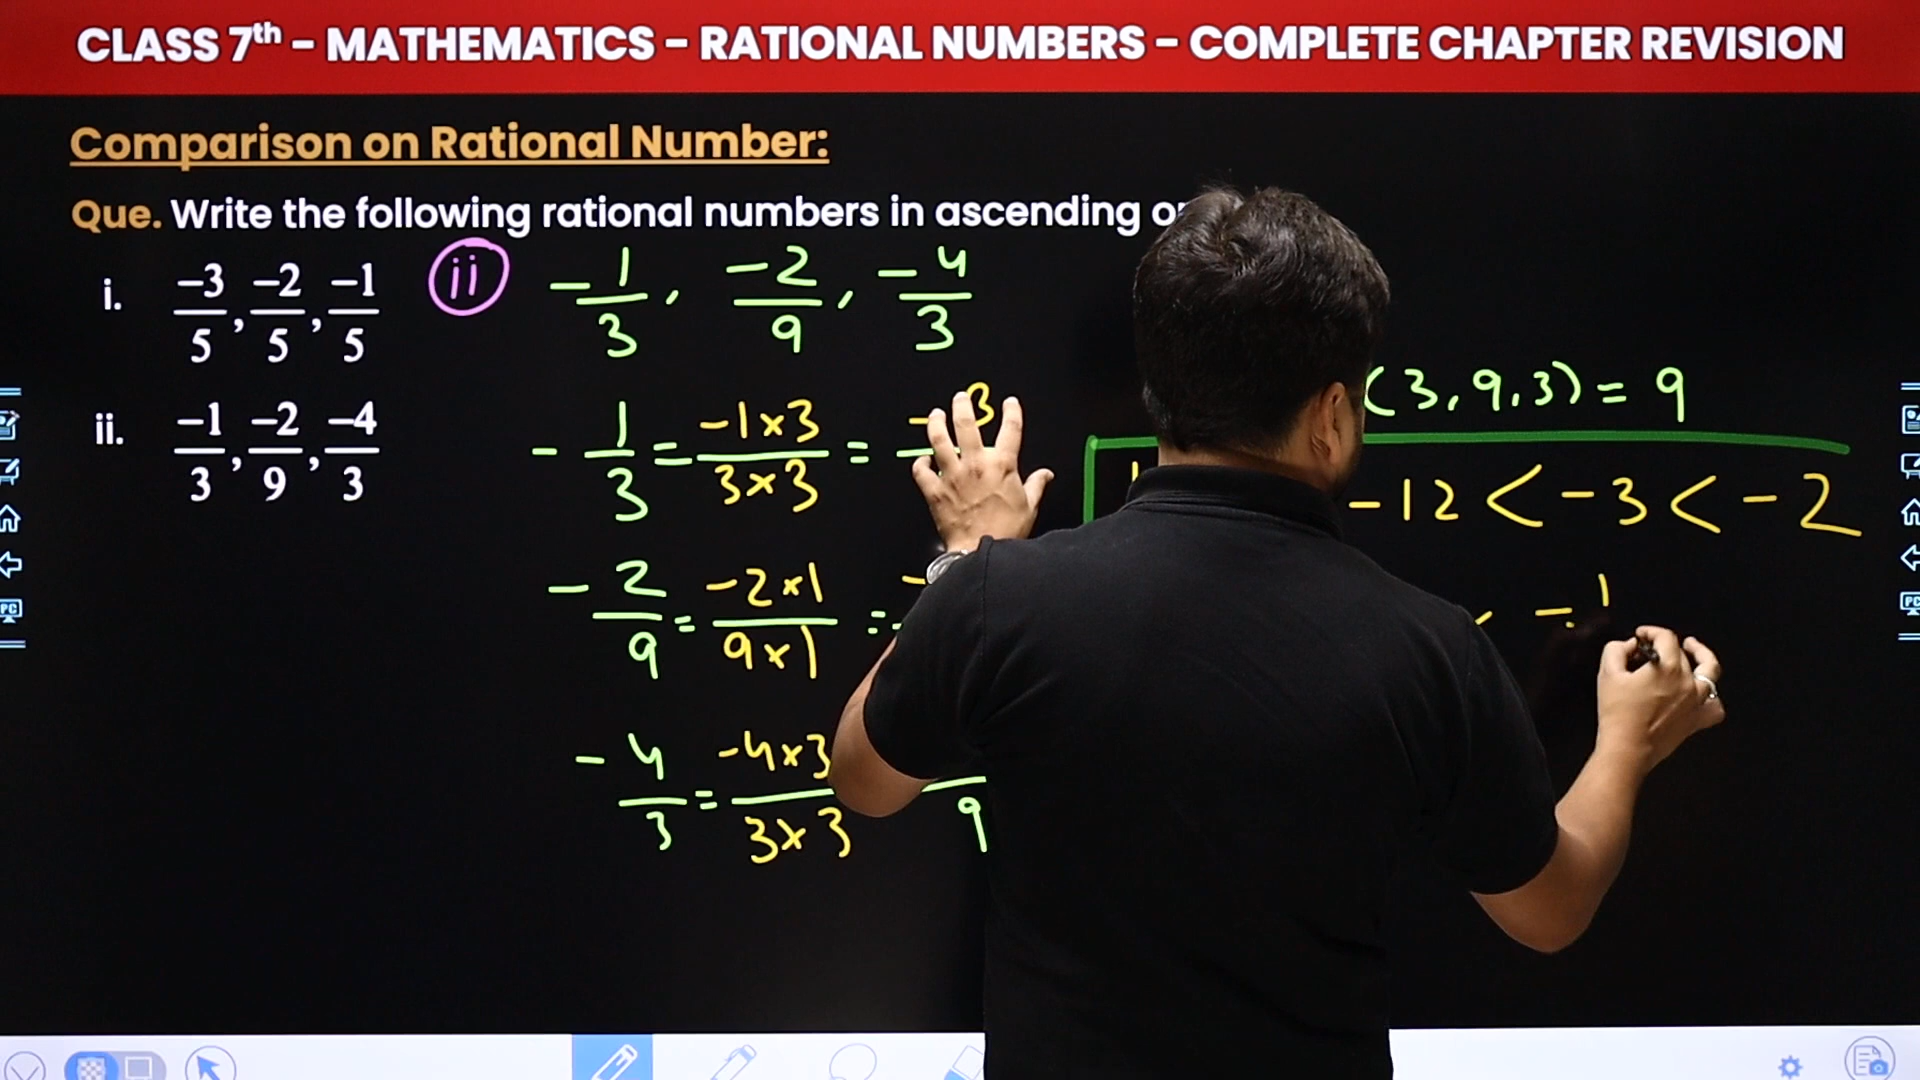 CLASS 7th - MATHEMATICS - RATIONAL NUMBERS - COMPLETE CHAPTER REVISION
Comparison on Rational Number:
Que. Write the following rational numbers in ascending
i. -3/5, -2/5, -1/5
ii. -1/3, -2/9, -4/3
ii -1/3, -2/9, -4/3
(3,9,3) = 9
-1/3 = -1×3/3×3 =
-12 < -3 < -2
-2/9 = -2×1/9×1 =
-4/3 = -4×3/3×3 9
PC
PC